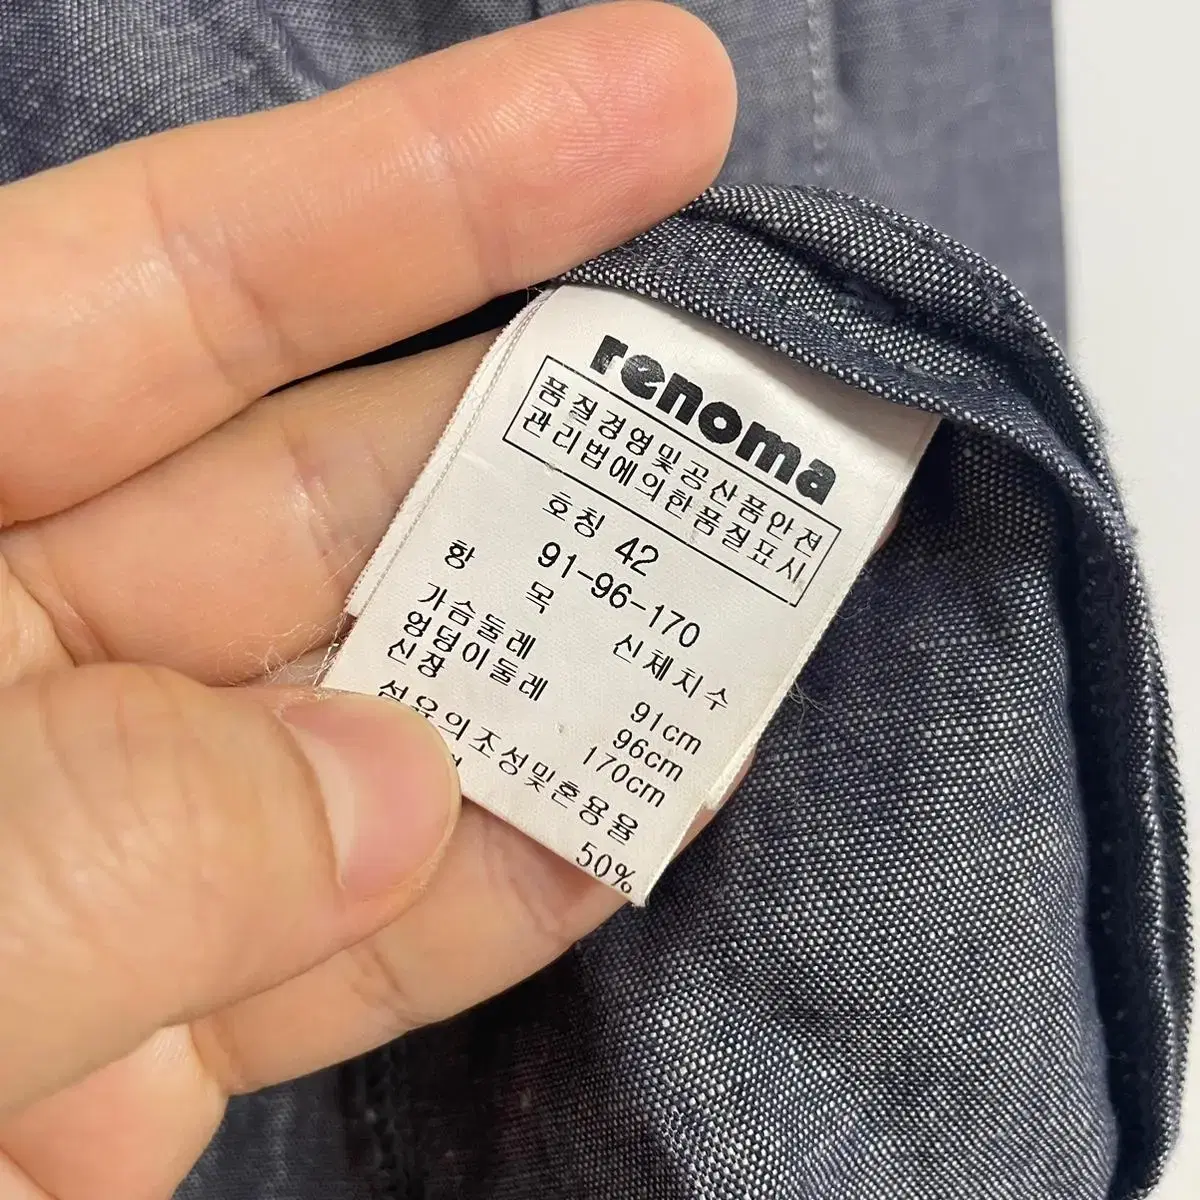 renoma
품질경영및공산품안전
관리법에의한품질표시
호칭 42
91-96-170
항 목 신체치수
가슴둘레 91cm
엉덩이둘레 96cm
신장 170cm
섬유의조성및혼용율
50%